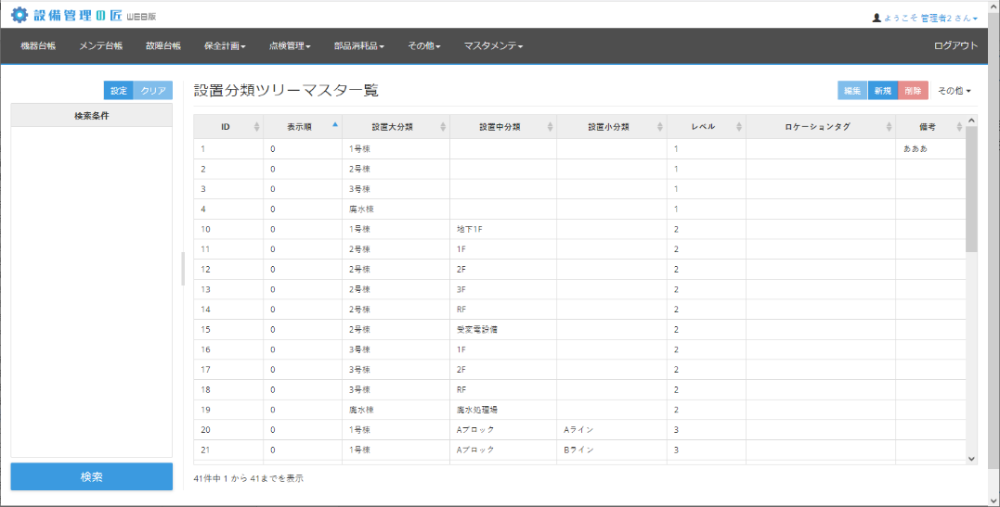 設備管理の匠 WEB版
ようこそ 管理者2 さん
機器台帳 メンテ台帳 故障台帳 保全計画 点検管理 部品消耗品 その他 マスタメンテ ログアウト
設定 クリア
検索条件
検索
設置分類ツリーマスター覧
編集 新規 削除 その他
ID 表示順 設置大分類 設置中分類 設置小分類 レベル ロケーションタグ 備考
1 0 1号棟 1 あああ
2 0 2号棟 1
3 0 3号棟 1
4 0 廃水棟 1
10 0 1号棟 地下1F 2
11 0 2号棟 1F 2
12 0 2号棟 2F 2
13 0 2号棟 3F 2
14 0 2号棟 RF 2
15 0 2号棟 受変電設備 2
16 0 3号棟 1F 2
17 0 3号棟 2F 2
18 0 3号棟 RF 2
19 0 廃水棟 廃水処理場 2
20 0 1号棟 Aブロック Aライン 3
21 0 1号棟 Aブロック Bライン 3
41件中 1 から 41までを表示